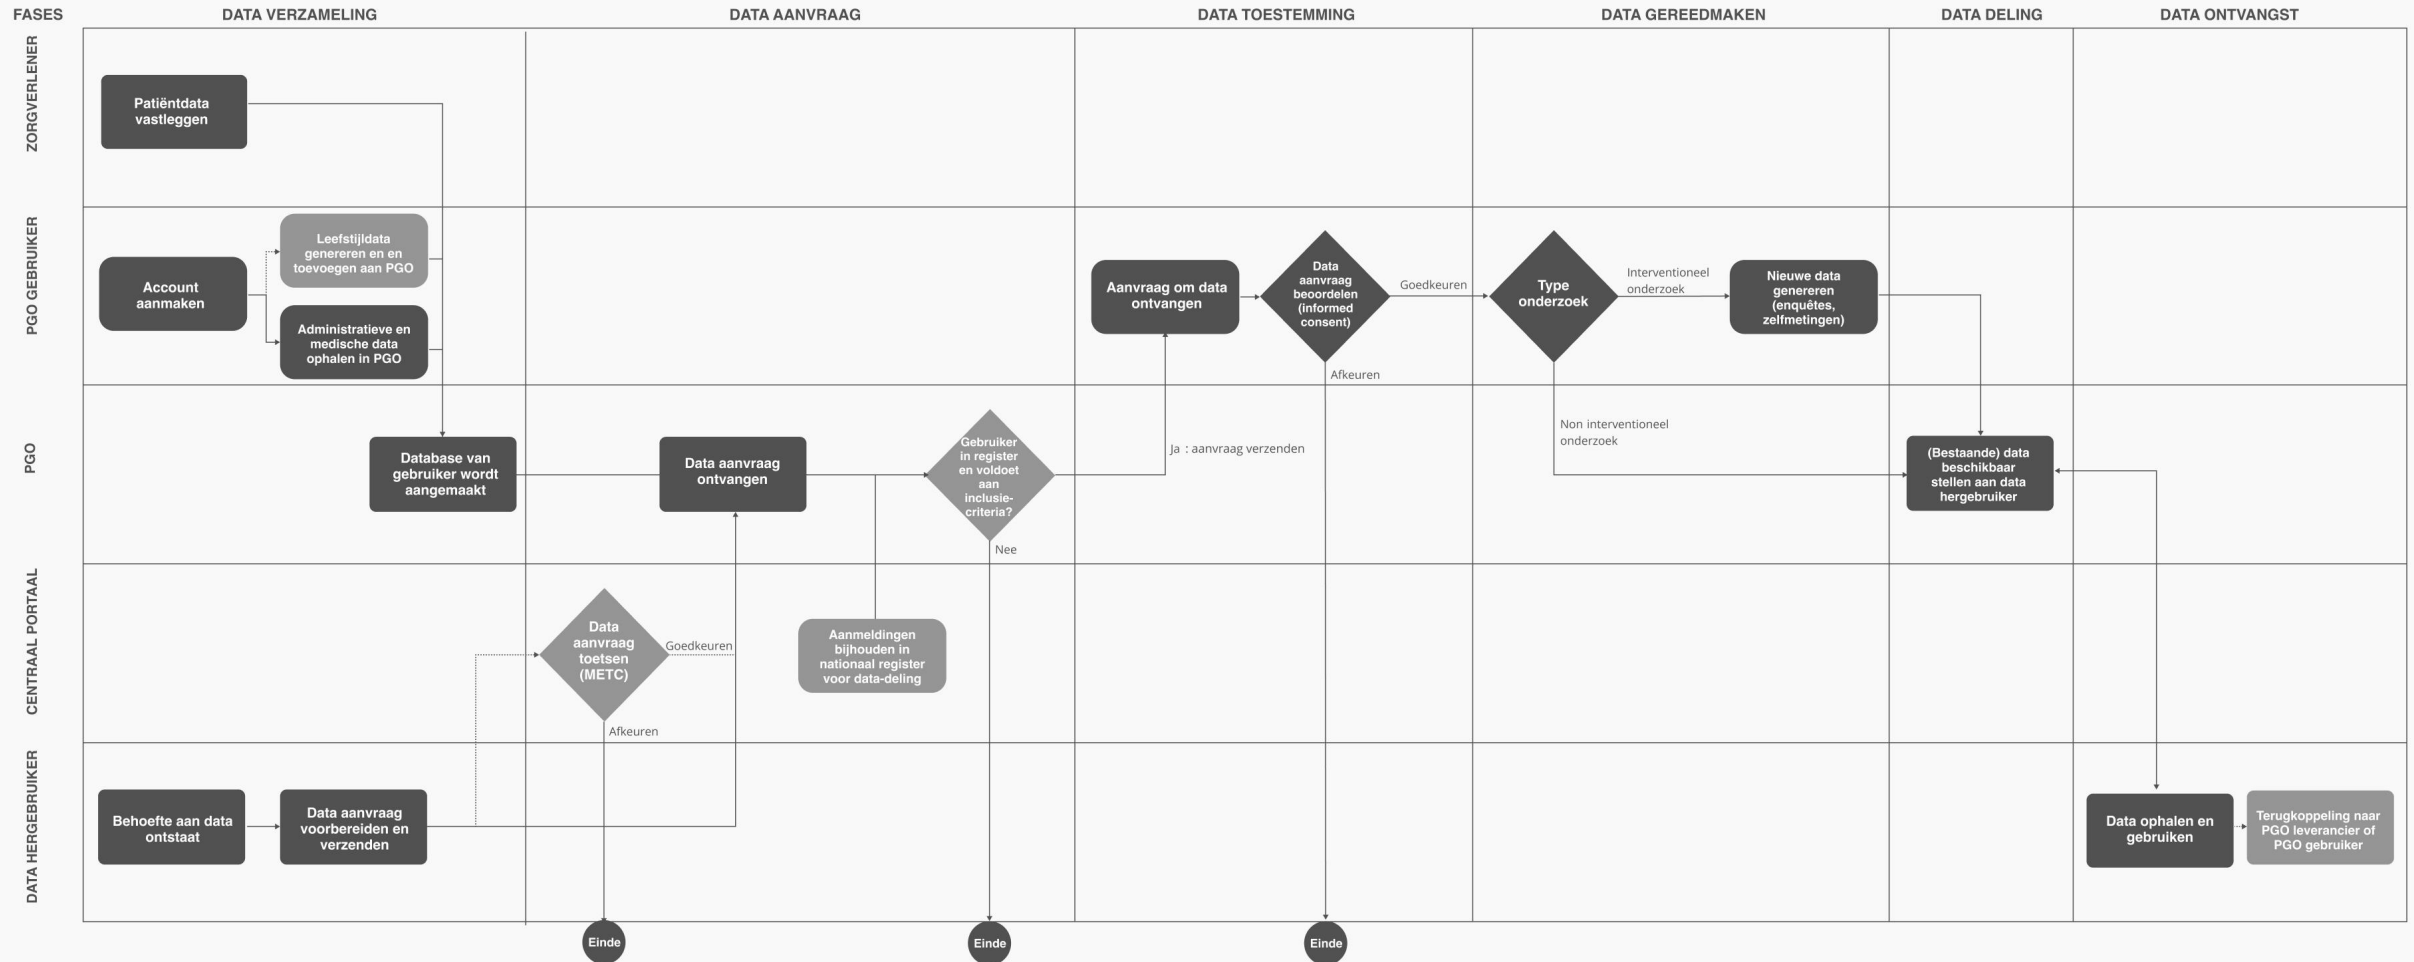 FASES
DATA VERZAMELING
DATA AANVRAAG
DATA TOESTEMMING
DATA GEREEDMAKEN
DATA DELING
DATA ONTVANGST
ZORGVERLENER
Patiëntdata
vastleggen
PGO GEBRUIKER
Account
aanmaken
Leefstijldata
genereren en en
toevoegen aan PGO
Administratieve en
medische data
ophalen in PGO
Aanvraag om data
ontvangen
Data
aanvraag
beoordelen
(informed
consent)
Goedkeuren
Afkeuren
Type
onderzoek
Interventioneel
onderzoek
Nieuwe data
genereren
(enquêtes,
zelfmetingen)
PGO
Database van
gebruiker wordt
aangemaakt
Data aanvraag
ontvangen
Gebruiker
in register
en voldoet
aan
inclusie-
criteria?
Ja : aanvraag verzenden
Nee
Non interventioneel
onderzoek
(Bestaande) data
beschikbaar
stellen aan data
hergebruiker
CENTRAAL PORTAAL
Data
aanvraag
toetsen
(METC)
Goedkeuren
Afkeuren
Aanmeldingen
bijhouden in
nationaal register
voor data-deling
DATA HERGEBRUIKER
Behoefte aan data
ontstaat
Data aanvraag
voorbereiden en
verzenden
Data ophalen en
gebruiken
Terugkoppeling naar
PGO leverancier of
PGO gebruiker
Einde
Einde
Einde